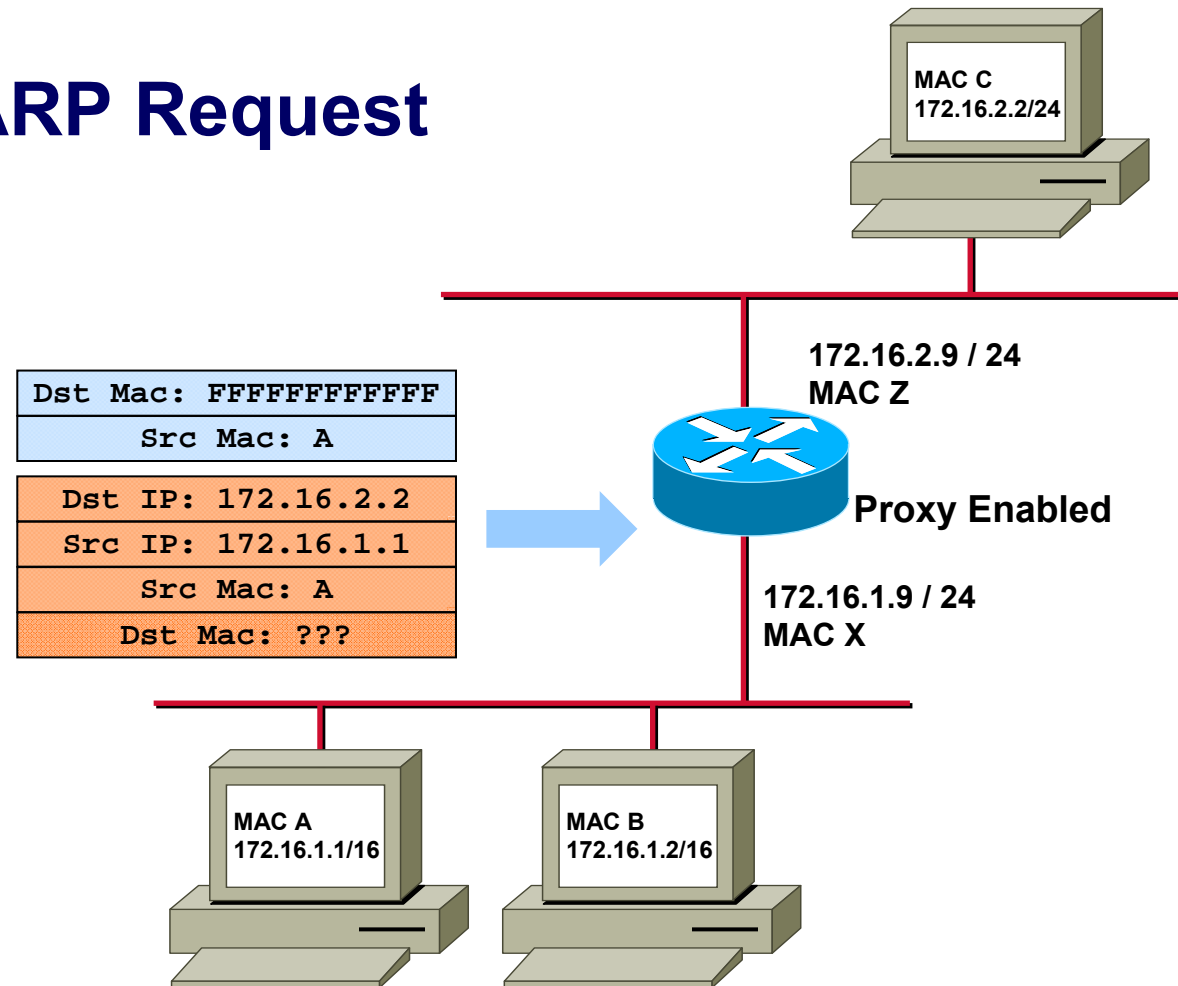 ARP Request
MAC C
172.16.2.2/24
172.16.2.9 / 24
MAC Z
Dst Mac: FFFFFFFFFFFF
Src Mac: A
Dst IP: 172.16.2.2
Src IP: 172.16.1.1
Src Mac: A
Dst Mac: ???
Proxy Enabled
172.16.1.9 / 24
MAC X
MAC A
172.16.1.1/16
MAC B
172.16.1.2/16